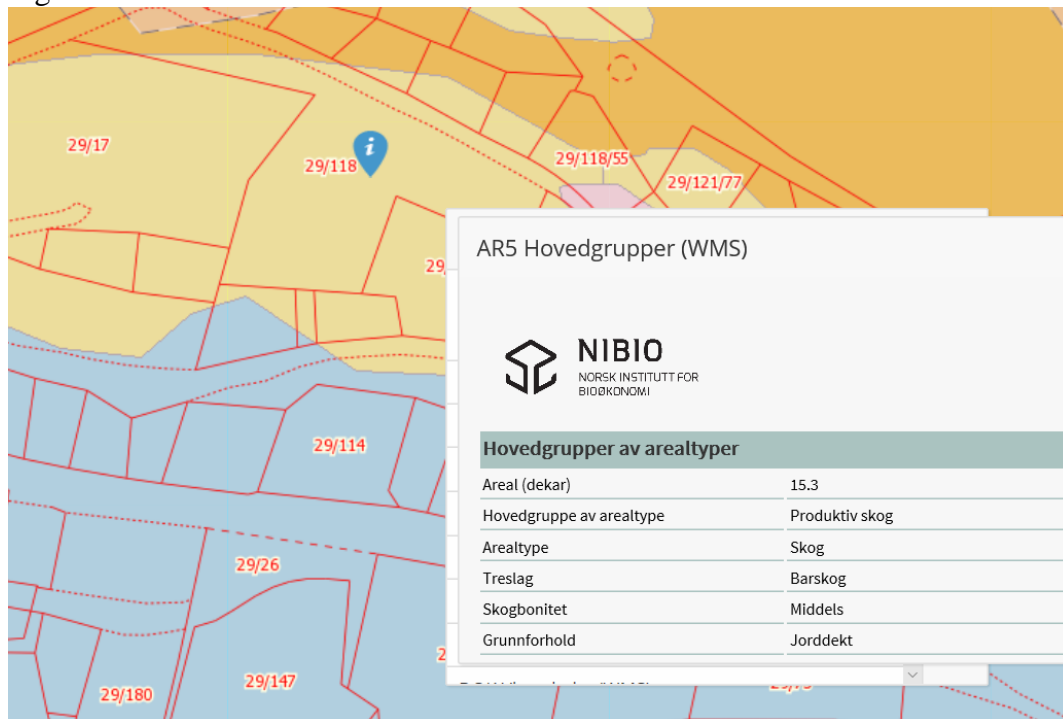 29/17
29/118
i
29/118/55
29/121/77
29
AR5 Hovedgrupper (WMS)
NIBIO
NORSK INSTITUTT FOR
BIOØKONOMI
Hovedgrupper av arealtyper
Areal (dekar) 15.3
Hovedgruppe av arealtype Produktiv skog
Arealtype Skog
Treslag Barskog
Skogbonitet Middels
Grunnforhold Jorddekt
29/114
29/26
2
29/147
29/180